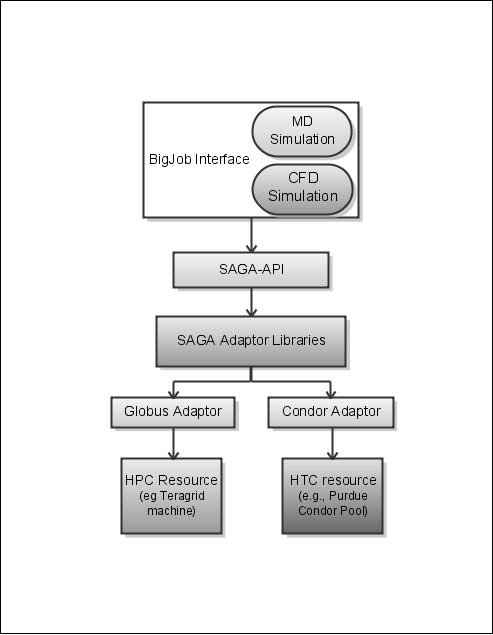 MD
Simulation
BigJob Interface
CFD
Simulation
SAGA-API
SAGA Adaptor Libraries
Globus Adaptor
Condor Adaptor
HPC Resource
(eg Teragrid
machine)
HTC resource
(e.g., Purdue
Condor Pool)